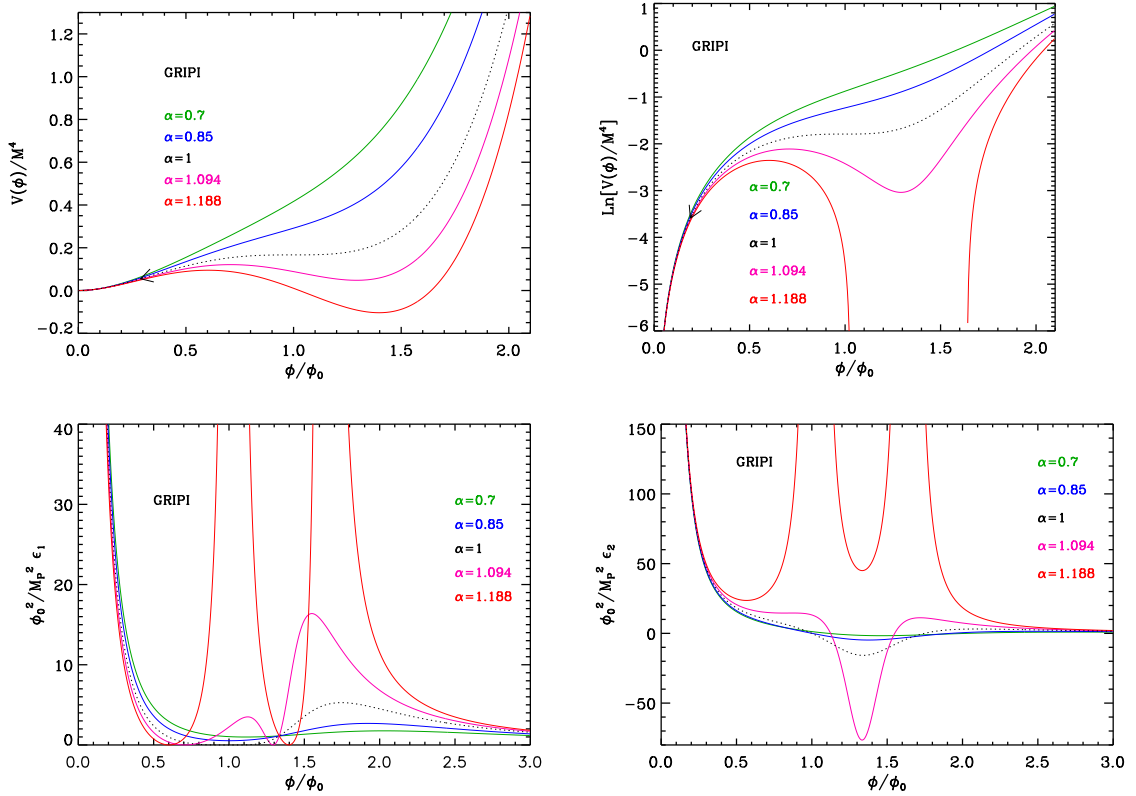 1.2
1.0
0.8
0.6
0.4
0.2
0.0
−0.2
V(ϕ)/M⁴
GRIPI
α=0.7
α=0.85
α=1
α=1.094
α=1.188
0.0 0.5 1.0 1.5 2.0
ϕ/ϕ₀
1
0
−1
−2
−3
−4
−5
−6
Ln[V(ϕ)/M⁴]
GRIPI
α=0.7
α=0.85
α=1
α=1.094
α=1.188
0.0 0.5 1.0 1.5 2.0
ϕ/ϕ₀
40
30
20
10
0
ϕ₀²/M_P² ϵ₁
GRIPI
α=0.7
α=0.85
α=1
α=1.094
α=1.188
0.0 0.5 1.0 1.5 2.0 2.5 3.0
ϕ/ϕ₀
150
100
50
0
−50
ϕ₀²/M_P² ϵ₂
GRIPI
α=0.7
α=0.85
α=1
α=1.094
α=1.188
0.0 0.5 1.0 1.5 2.0 2.5 3.0
ϕ/ϕ₀